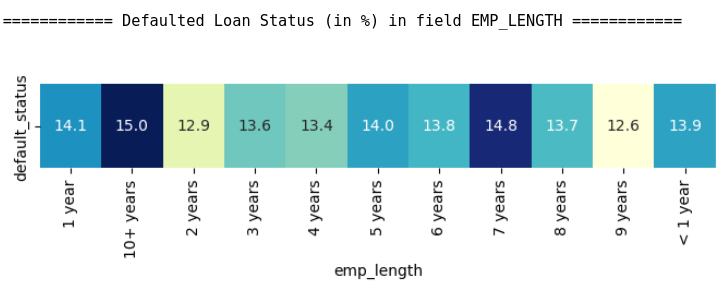 ============ Defaulted Loan Status (in %) in field EMP_LENGTH ============
default_status
14.1 15.0 12.9 13.6 13.4 14.0 13.8 14.8 13.7 12.6 13.9
1 year 10+ years 2 years 3 years 4 years 5 years 6 years 7 years 8 years 9 years < 1 year
emp_length